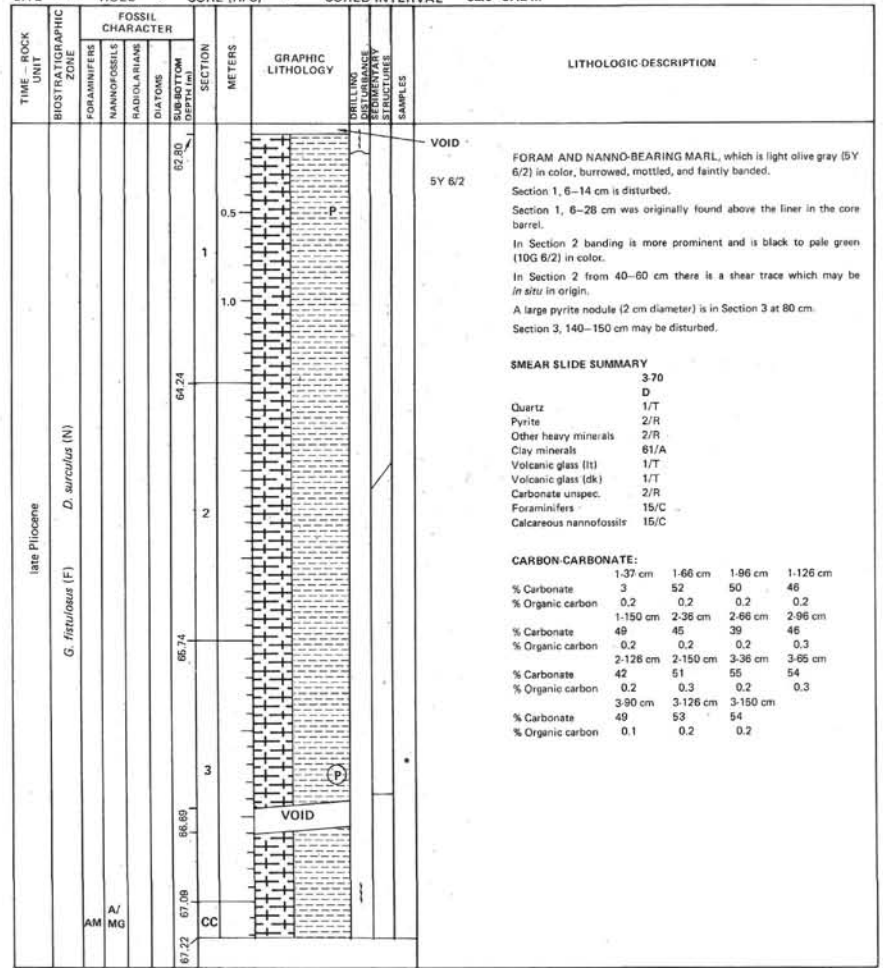 TIME – ROCK UNIT
BIOSTRATIGRAPHIC ZONE
FOSSIL CHARACTER
FORAMINIFERS
NANNOFOSSILS
RADIOLARIANS
DIATOMS
SUB-BOTTOM DEPTH (m)
SECTION
METERS
GRAPHIC LITHOLOGY
DRILLING DISTURBANCE
SEDIMENTARY STRUCTURES
SAMPLES
LITHOLOGIC DESCRIPTION
late Pliocene
G. fistulosus (F) D. surculus (N)
AM
A/ MG
62.80
64.24
65.74
66.69
67.09
67.22
1
2
3
CC
0.5
1.0
P
P
VOID
VOID
5Y 6/2
*
FORAM AND NANNO-BEARING MARL, which is light olive gray (5Y
6/2) in color, burrowed, mottled, and faintly banded.
Section 1, 6–14 cm is disturbed.
Section 1, 6–28 cm was originally found above the liner in the core
barrel.
In Section 2 banding is more prominent and is black to pale green
(10G 6/2) in color.
In Section 2 from 40–60 cm there is a shear trace which may be
in situ in origin.
A large pyrite nodule (2 cm diameter) is in Section 3 at 80 cm.
Section 3, 140–150 cm may be disturbed.
SMEAR SLIDE SUMMARY
3-70
D
Quartz 1/T
Pyrite 2/R
Other heavy minerals 2/R
Clay minerals 61/A
Volcanic glass (lt) 1/T
Volcanic glass (dk) 1/T
Carbonate unspec. 2/R
Foraminifers 15/C
Calcareous nannofossils 15/C
CARBON-CARBONATE:
1-37 cm 1-66 cm 1-96 cm 1-126 cm
% Carbonate 3 52 50 46
% Organic carbon 0.2 0.2 0.2 0.2
1-150 cm 2-36 cm 2-66 cm 2-96 cm
% Carbonate 49 45 39 46
% Organic carbon 0.2 0.2 0.2 0.3
2-126 cm 2-150 cm 3-36 cm 3-65 cm
% Carbonate 42 51 55 54
% Organic carbon 0.2 0.3 0.2 0.3
3-90 cm 3-126 cm 3-150 cm
% Carbonate 49 53 54
% Organic carbon 0.1 0.2 0.2